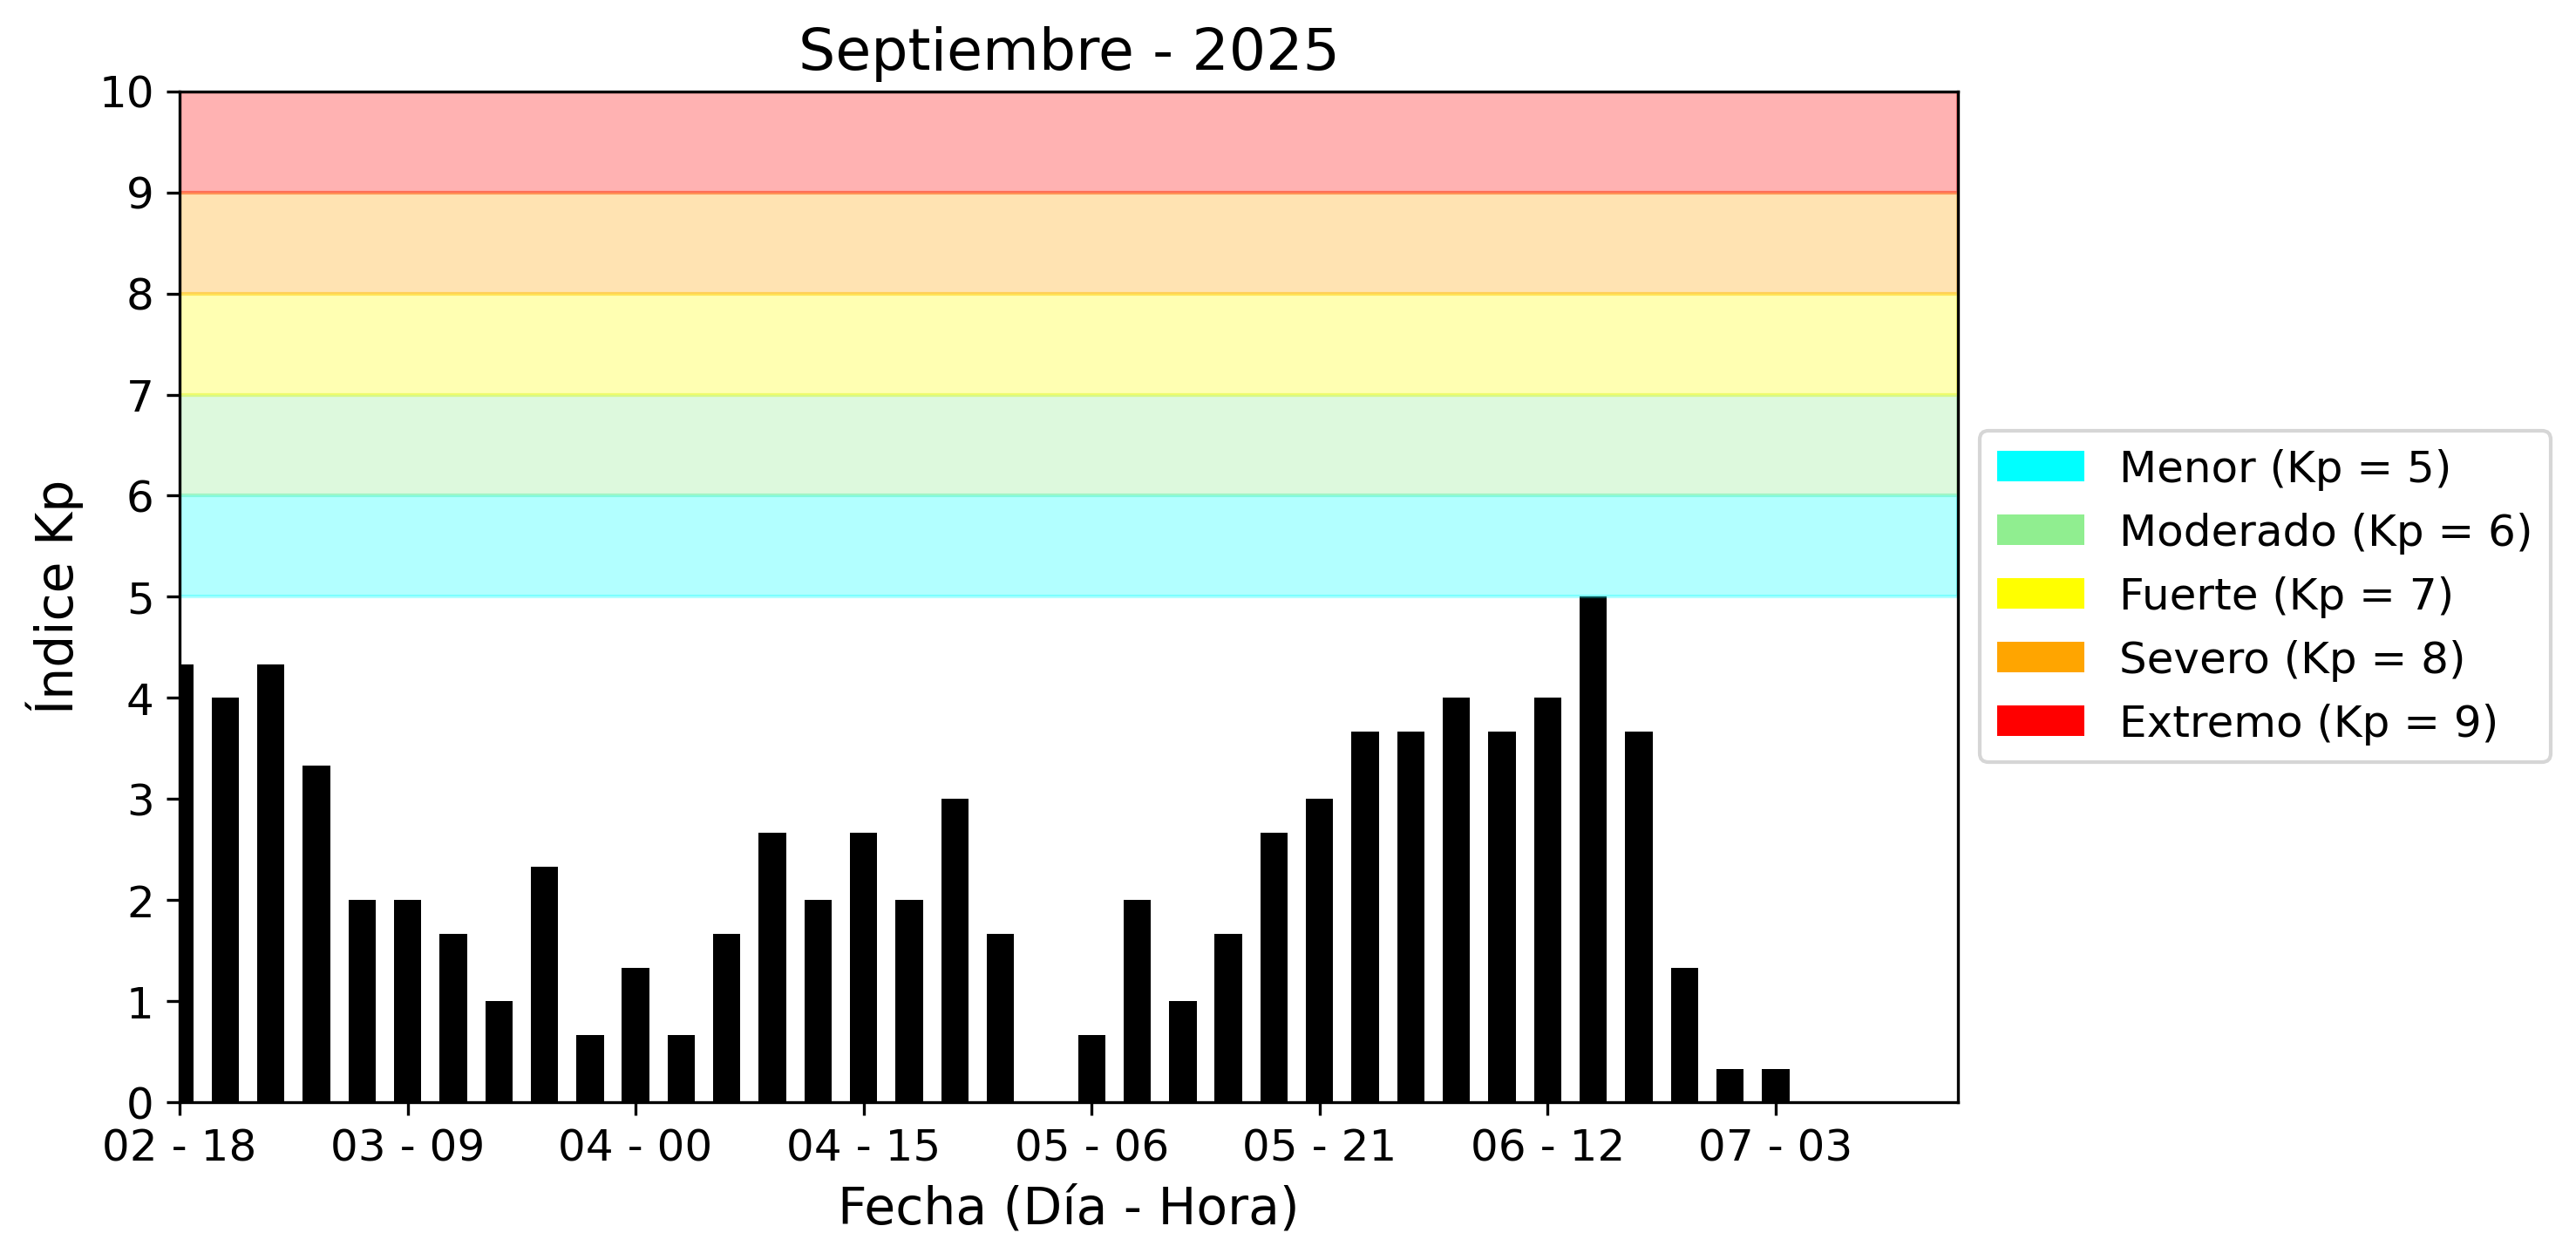 Septiembre - 2025
10
9
8
7
6
5
4
3
2
1
0
Índice Kp
02 - 18 03 - 09 04 - 00 04 - 15 05 - 06 05 - 21 06 - 12 07 - 03
Fecha (Día - Hora)
Menor (Kp = 5)
Moderado (Kp = 6)
Fuerte (Kp = 7)
Severo (Kp = 8)
Extremo (Kp = 9)